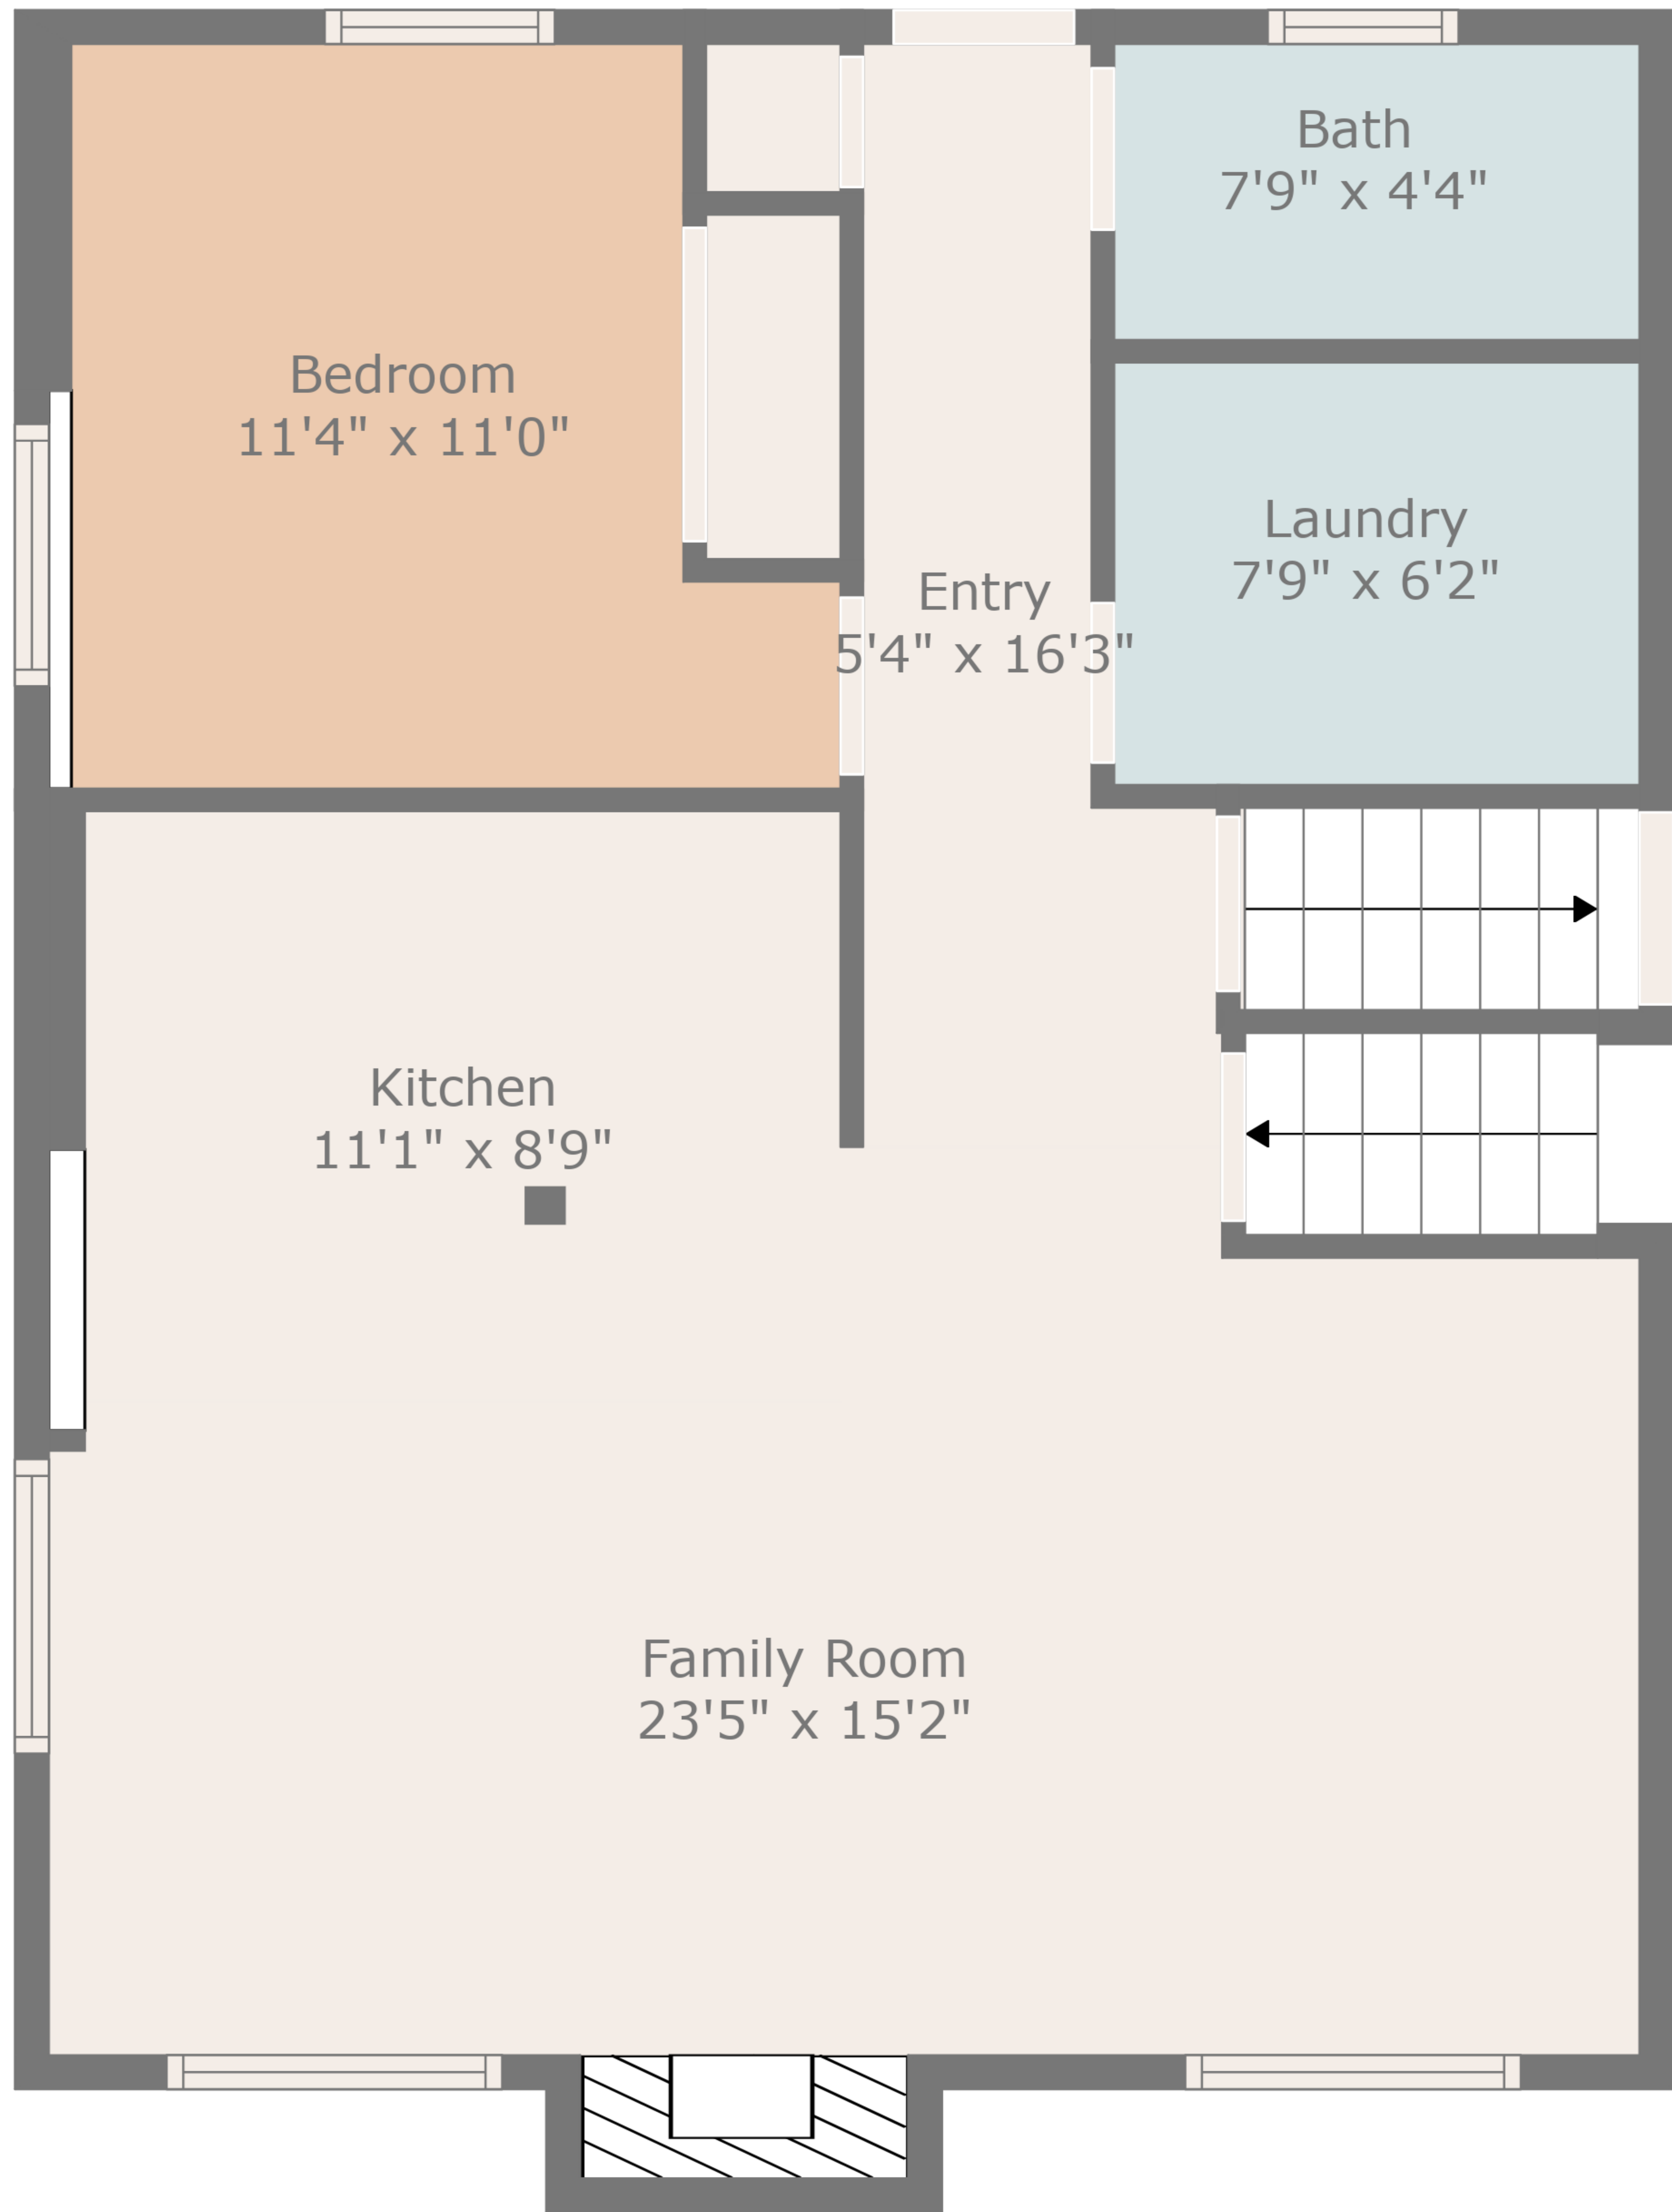 Bath
7'9" x 4'4"
Bedroom
11'4" x 11'0"
Laundry
7'9" x 6'2"
Entry
5'4" x 16'3"
Kitchen
11'1" x 8'9"
Family Room
23'5" x 15'2"